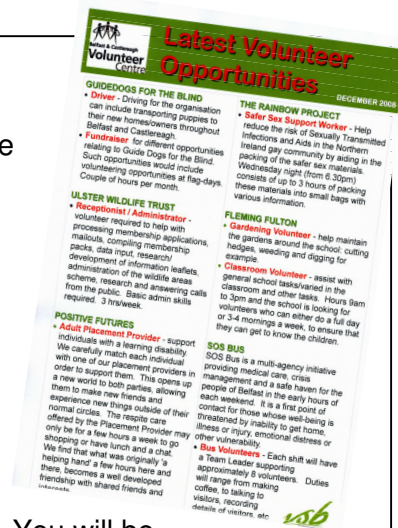 Belfast & Castlereagh
Volunteer
Centre
Latest Volunteer
Opportunities
DECEMBER 2008
GUIDEDOGS FOR THE BLIND
• Driver - Driving for the organisation
can include transporting puppies to
their new homes/owners throughout
Belfast and Castlereagh.
• Fundraiser for different opportunities
relating to Guide Dogs for the Blind.
Such opportunities would include
volunteering opportunities at flag-days.
Couple of hours per month.
ULSTER WILDLIFE TRUST
• Receptionist / Administrator -
volunteer required to help with
processing membership applications,
mailouts, compiling membership
packs, data input, research/
development of information leaflets,
administration of the wildlife areas
scheme, research and answering calls
from the public. Basic admin skills
required. 3 hrs/week.
POSITIVE FUTURES
• Adult Placement Provider - support
individuals with a learning disability.
We carefully match each individual
with one of our placement providers in
order to support them. This opens up
a new world to both parties, allowing
them to make new friends and
experience new things outside of their
normal circles. The respite care
offered by the Placement Provider may
only be for a few hours a week to go
shopping or have lunch and a chat.
We find that what was originally 'a
helping hand' a few hours here and
there, becomes a well developed
friendship with shared friends and
interests
THE RAINBOW PROJECT
• Safer Sex Support Worker - Help
reduce the risk of Sexually Transmitted
Infections and Aids in the Northern
Ireland gay community by aiding in the
packing of the safer sex materials.
Wednesday night (from 6.30pm)
consists of up to 3 hours of packing
these materials into small bags with
various information.
FLEMING FULTON
• Gardening Volunteer - help maintain
the gardens around the school: cutting
hedges, weeding and digging for
example.
• Classroom Volunteer - assist with
general school tasks/varied in the
classroom and other tasks. Hours 9am
to 3pm and the school is looking for
volunteers who can either do a full day
or 3-4 mornings a week, to ensure that
they can get to know the children.
SOS BUS
SOS Bus is a multi-agency initiative
providing medical care, crisis
management and a safe haven for the
people of Belfast in the early hours of
each weekend. It is a first point of
contact for those whose well-being is
threatened by inability to get home,
illness or injury, emotional distress or
other vulnerability.
• Bus Volunteers - Each shift will have
a Team Leader supporting
approximately 8 volunteers. Duties
will range from making
coffee, to talking to
visitors, recording
details of visitors, etc
vsb
You will be